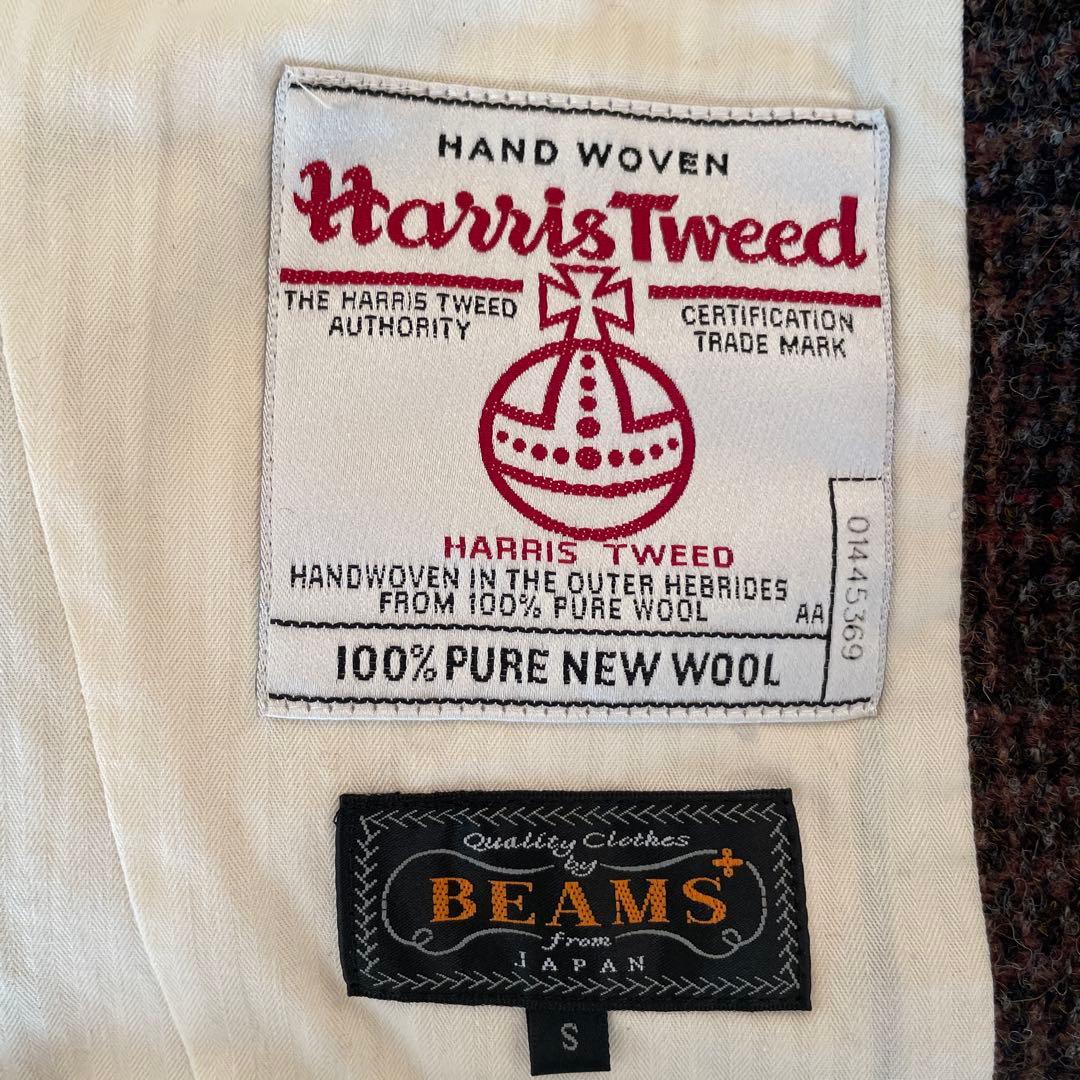 HAND WOVEN
Harris Tweed
THE HARRIS TWEED
AUTHORITY
CERTIFICATION
TRADE MARK
HARRIS TWEED
HANDWOVEN IN THE OUTER HEBRIDES
FROM 100% PURE WOOL
AA
01445369
100% PURE NEW WOOL
Quality Clothes
by
BEAMS+
from
JAPAN
S